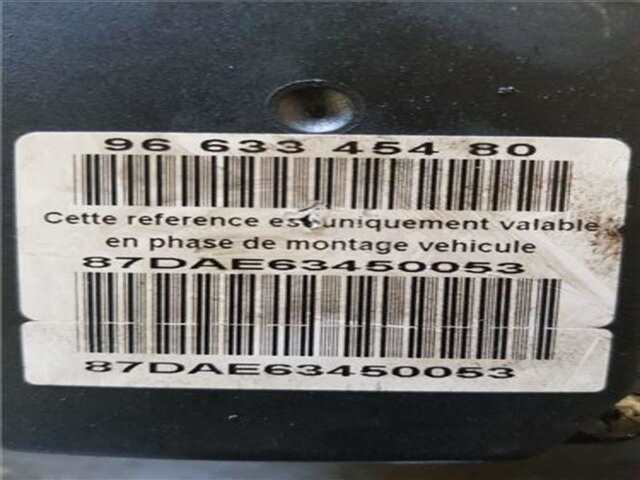 96 633 454 80
Cette reference est uniquement valable
en phase de montage vehicule
87DAE63450053
87DAE63450053